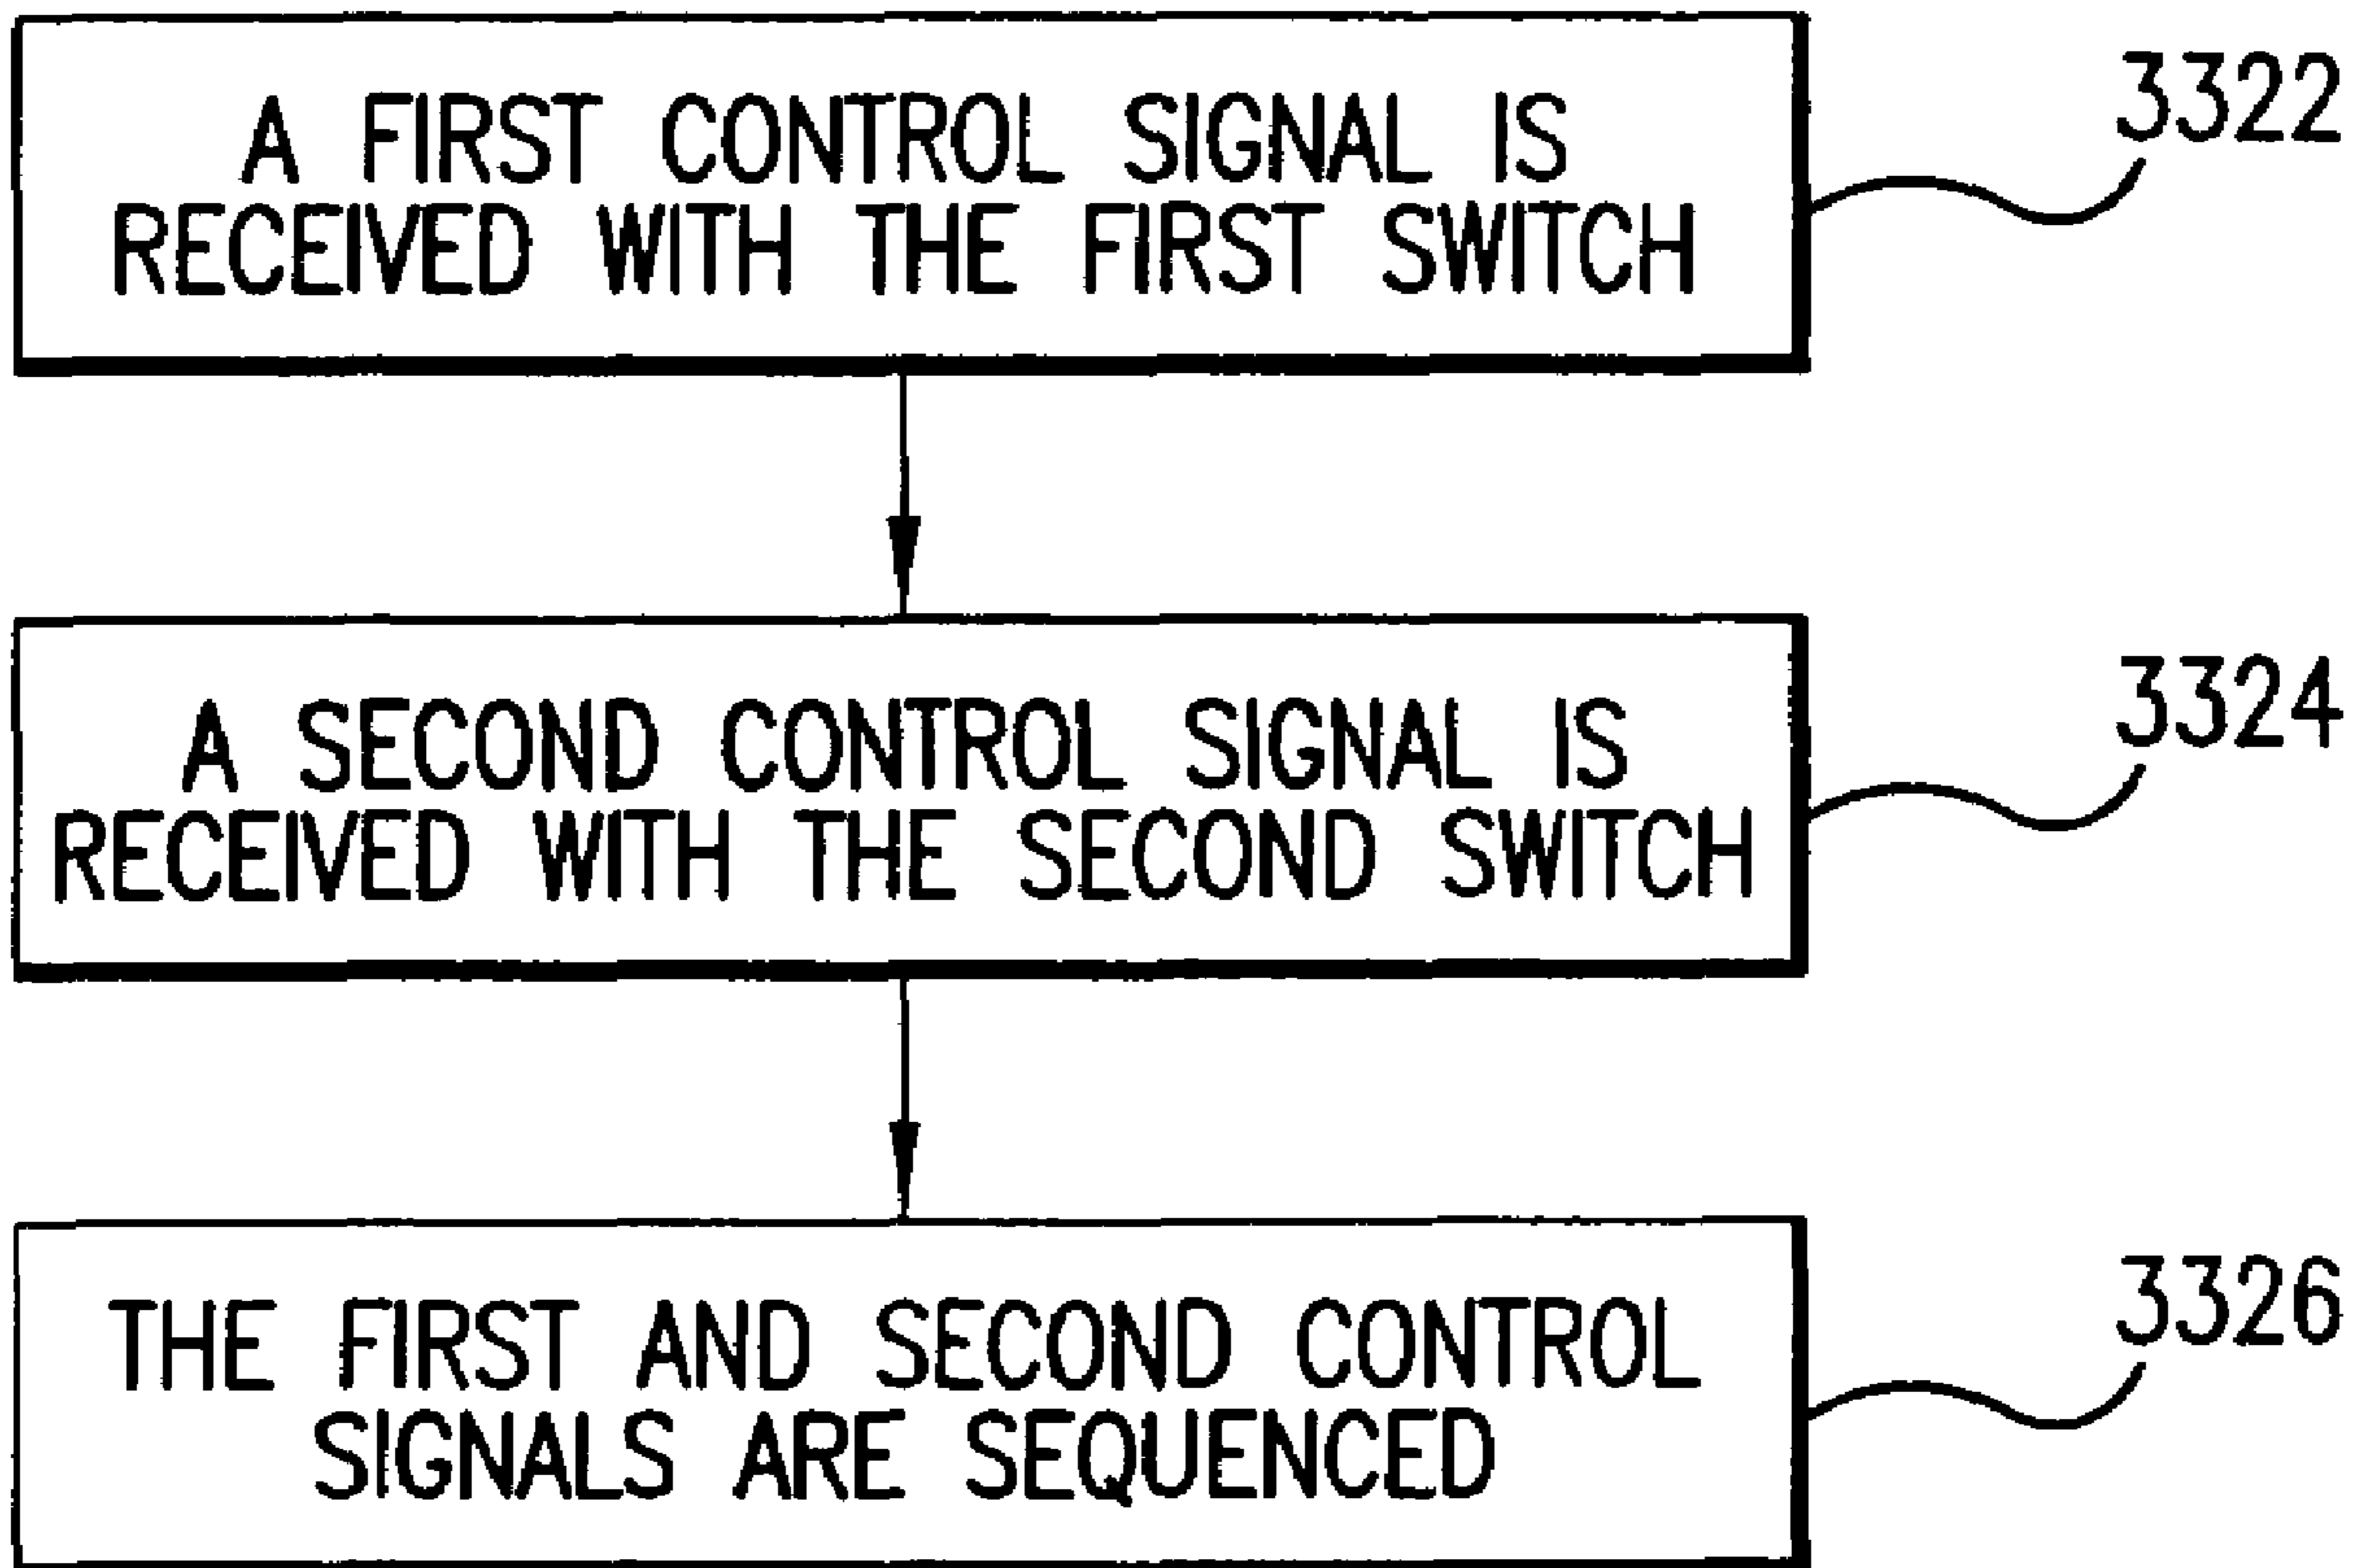 A FIRST CONTROL SIGNAL IS
RECEIVED WITH THE FIRST SWITCH
3322
A SECOND CONTROL SIGNAL IS
RECEIVED WITH THE SECOND SWITCH
3324
THE FIRST AND SECOND CONTROL
SIGNALS ARE SEQUENCED
3326